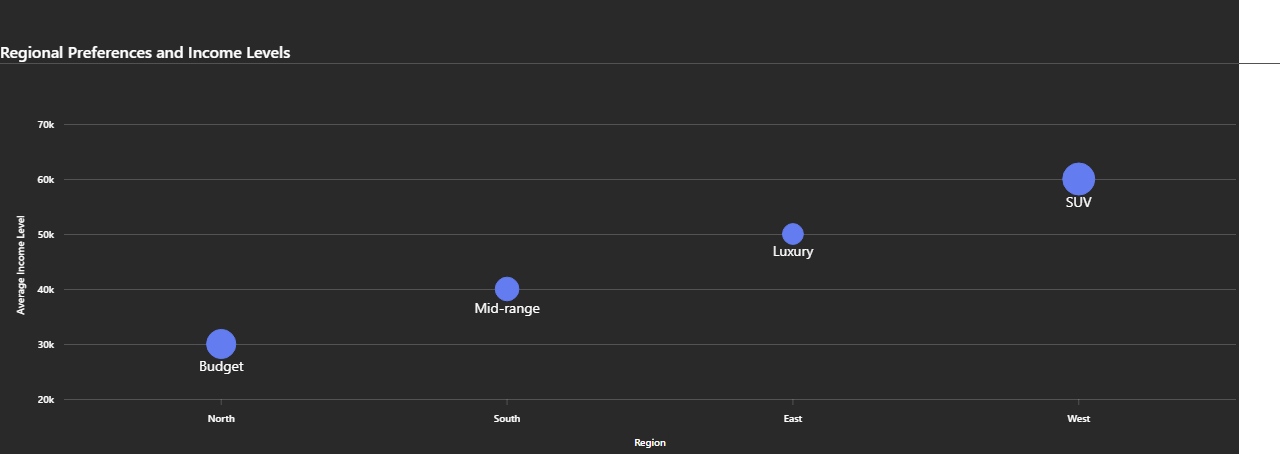 Regional Preferences and Income Levels
70k
60k
50k
40k
30k
20k
Average Income Level
SUV
Luxury
Mid-range
Budget
North
South
East
West
Region